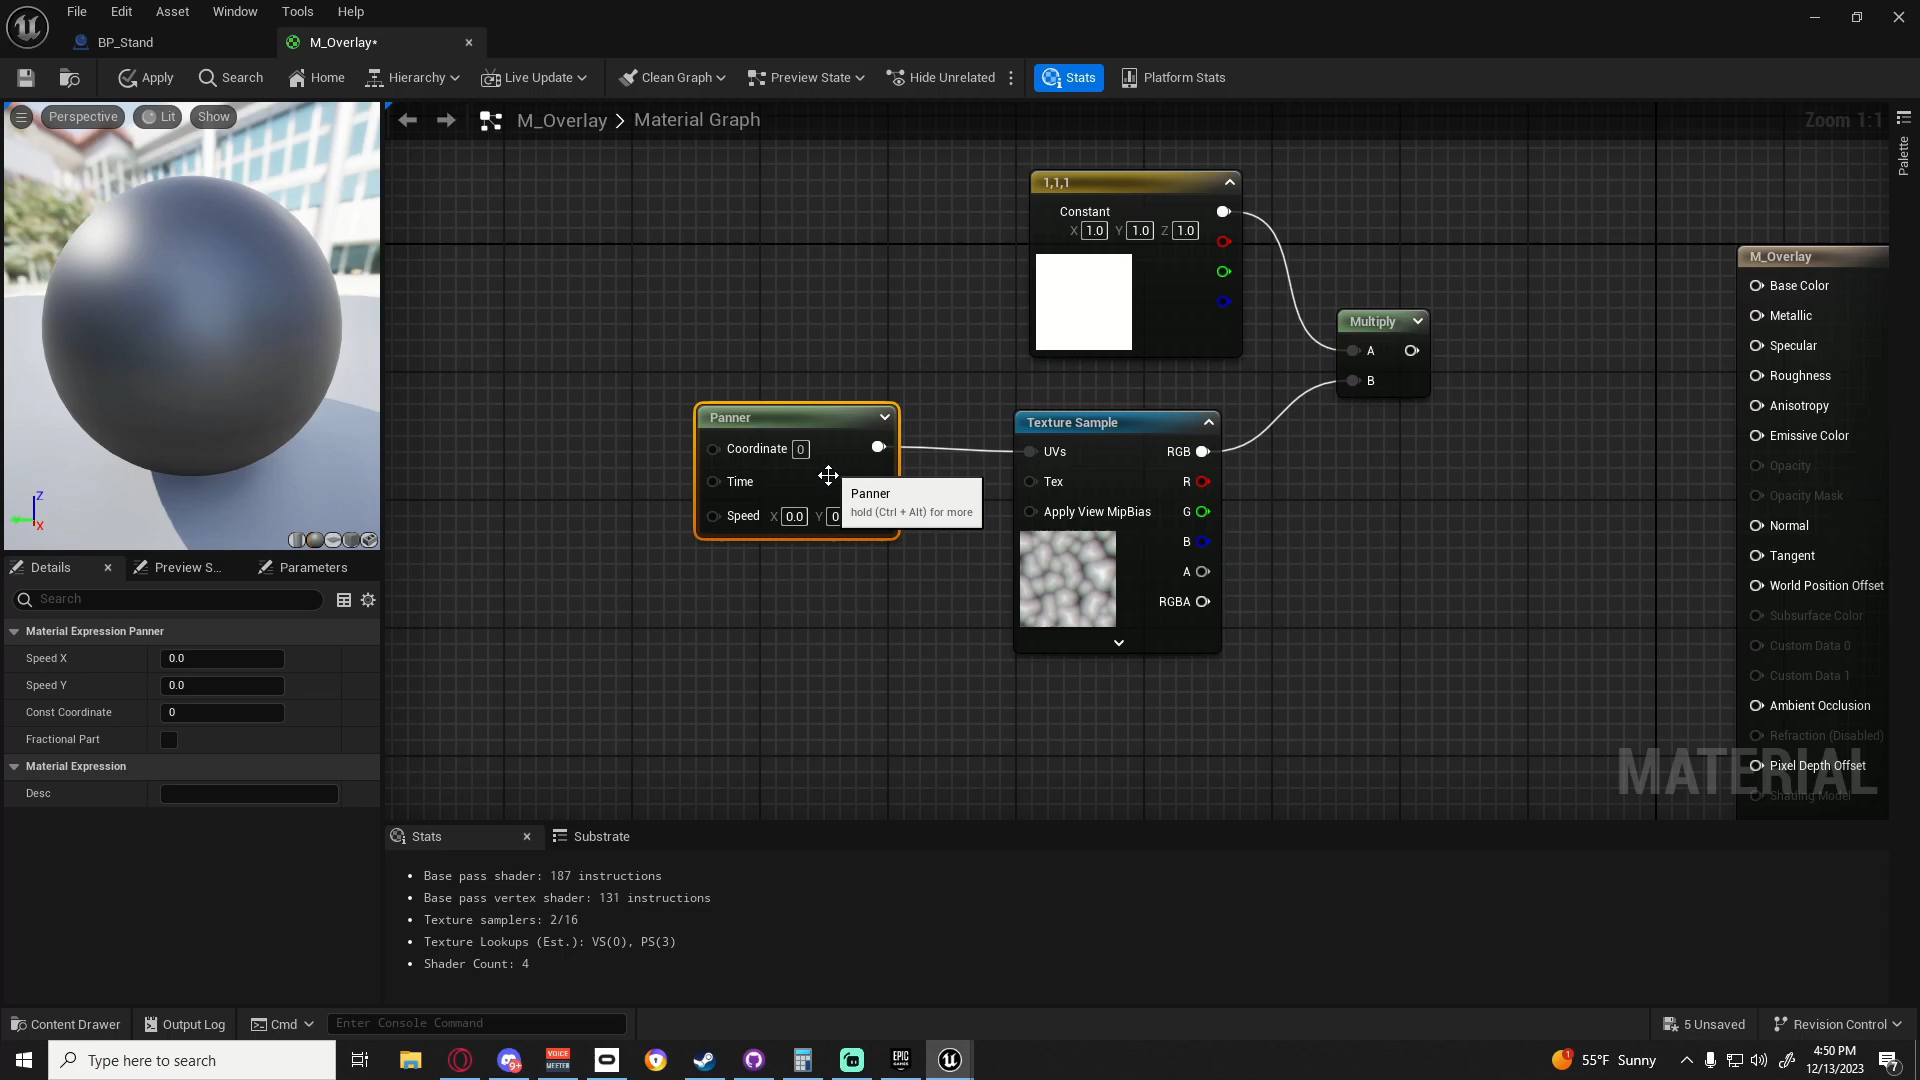 File Edit Asset Window Tools Help
BP_Stand M_Overlay*
Apply Search Home Hierarchy Live Update Clean Graph Preview State Hide Unrelated Stats Platform Stats
Perspective Lit Show
M_Overlay > Material Graph
Zoom 1:1
Palette
1,1,1
Constant
X 1.0 Y 1.0 Z 1.0
Multiply
A
B
Panner
Coordinate 0
Time
Speed X 0.0 Y 0
Panner
hold (Ctrl + Alt) for more
Texture Sample
UVs RGB
Tex R
Apply View MipBias G
B
A
RGBA
M_Overlay
Base Color
Metallic
Specular
Roughness
Anisotropy
Emissive Color
Opacity
Opacity Mask
Normal
Tangent
World Position Offset
Subsurface Color
Custom Data 0
Custom Data 1
Ambient Occlusion
Refraction (Disabled)
Pixel Depth Offset
Shading Model
MATERIAL
Z
X
Details Preview S... Parameters
Search
Material Expression Panner
Speed X 0.0
Speed Y 0.0
Const Coordinate 0
Fractional Part
Material Expression
Desc
Stats Substrate
• Base pass shader: 187 instructions
• Base pass vertex shader: 131 instructions
• Texture samplers: 2/16
• Texture Lookups (Est.): VS(0), PS(3)
• Shader Count: 4
Content Drawer Output Log Cmd Enter Console Command 5 Unsaved Revision Control
Type here to search
9+
VOICE
MEETER
EPIC
GAMES
1
55°F Sunny
4:50 PM
12/13/2023
7